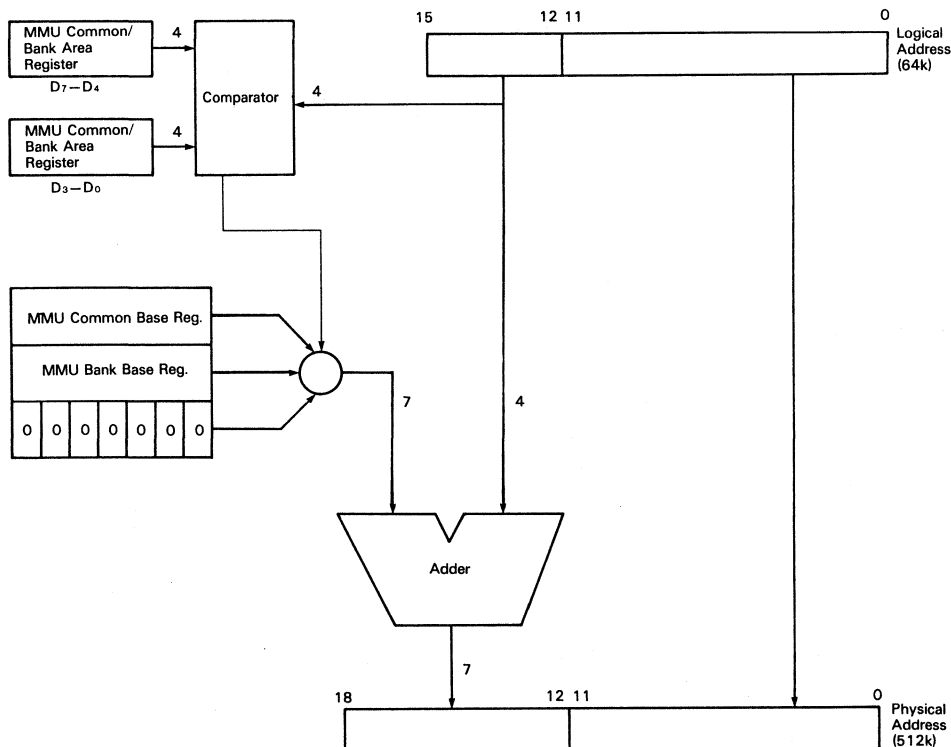 MMU Common/
Bank Area
Register
4
D7—D4
MMU Common/
Bank Area
Register
4
D3—D0
Comparator
4
15
12 11
0
Logical
Address
(64k)
MMU Common Base Reg.
MMU Bank Base Reg.
0 0 0 0 0 0 0
7
4
Adder
7
18
12 11
0
Physical
Address
(512k)